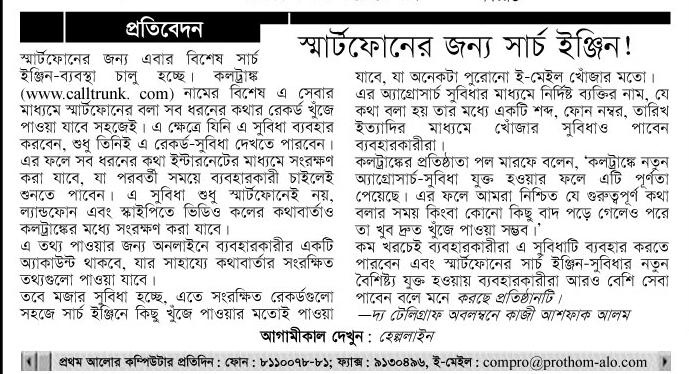 প্রতিবেদন
স্মার্টফোনের জন্য সার্চ ইঞ্জিন!
স্মার্টফোনের জন্য এবার বিশেষ সার্চ
ইঞ্জিন-ব্যবস্থা চালু হচ্ছে। কলট্রাঙ্ক
(www.calltrunk. com) নামের বিশেষ এ সেবার
মাধ্যমে স্মার্টফোনের বলা সব ধরনের কথার রেকর্ড খুঁজে
পাওয়া যাবে সহজেই। এ ক্ষেত্রে যিনি এ সুবিধা ব্যবহার
করবেন, শুধু তিনিই এ রেকর্ড-সুবিধা দেখতে পারবেন।
এর ফলে সব ধরনের কথা ইন্টারনেটের মাধ্যমে সংরক্ষণ
করা যাবে, যা পরবর্তী সময়ে ব্যবহারকারী চাইলেই
শুনতে পাবেন। এ সুবিধা শুধু স্মার্টফোনেই নয়,
ল্যান্ডফোন এবং স্কাইপিতে ভিডিও কলের কথাবার্তাও
কলট্রাঙ্কের মধ্যে সংরক্ষণ করা যাবে।
এ তথ্য পাওয়ার জন্য অনলাইনে ব্যবহারকারীর একটি
অ্যাকাউন্ট থাকবে, যার সাহায্যে কথাবার্তার সংরক্ষিত
তথ্যগুলো পাওয়া যাবে।
তবে মজার সুবিধা হচ্ছে, এতে সংরক্ষিত রেকর্ডগুলো
সহজে সার্চ ইঞ্জিনে কিছু খুঁজে পাওয়ার মতোই পাওয়া
যাবে, যা অনেকটা পুরোনো ই-মেইল খোঁজার মতো।
এর অ্যাগ্রোসার্চ সুবিধার মাধ্যমে নির্দিষ্ট ব্যক্তির নাম, যে
কথা বলা হয় তার মধ্যে একটি শব্দ, ফোন নম্বর, তারিখ
ইত্যাদির মাধ্যমে খোঁজার সুবিধাও পাবেন
ব্যবহারকারীরা।
কলট্রাঙ্কের প্রতিষ্ঠাতা পল মারফে বলেন, ‘কলট্রাঙ্কে নতুন
অ্যাগ্রোসার্চ-সুবিধা যুক্ত হওয়ার ফলে এটি পূর্ণতা
পেয়েছে। এর ফলে আমরা নিশ্চিত যে গুরুত্বপূর্ণ কথা
বলার সময় কিংবা কোনো কিছু বাদ পড়ে গেলেও পরে
তা খুব দ্রুত খুঁজে পাওয়া সম্ভব।’
কম খরচেই ব্যবহারকারীরা এ সুবিধাটি ব্যবহার করতে
পারবেন এবং স্মার্টফোনের সার্চ ইঞ্জিন-সুবিধার নতুন
বৈশিষ্ট্য যুক্ত হওয়ায় ব্যবহারকারীরা আরও বেশি সেবা
পাবেন বলে মনে করছে প্রতিষ্ঠানটি।
—দ্য টেলিগ্রাফ অবলম্বনে কাজী আশফাক আলম
আগামীকাল দেখুন : হেল্পলাইন
প্রথম আলোর কম্পিউটার প্রতিদিন : ফোন : ৮১১০০৭৮-৮১; ফ্যাক্স : ৯১৩০৪৯৬, ই-মেইল : compro@prothom-alo.com